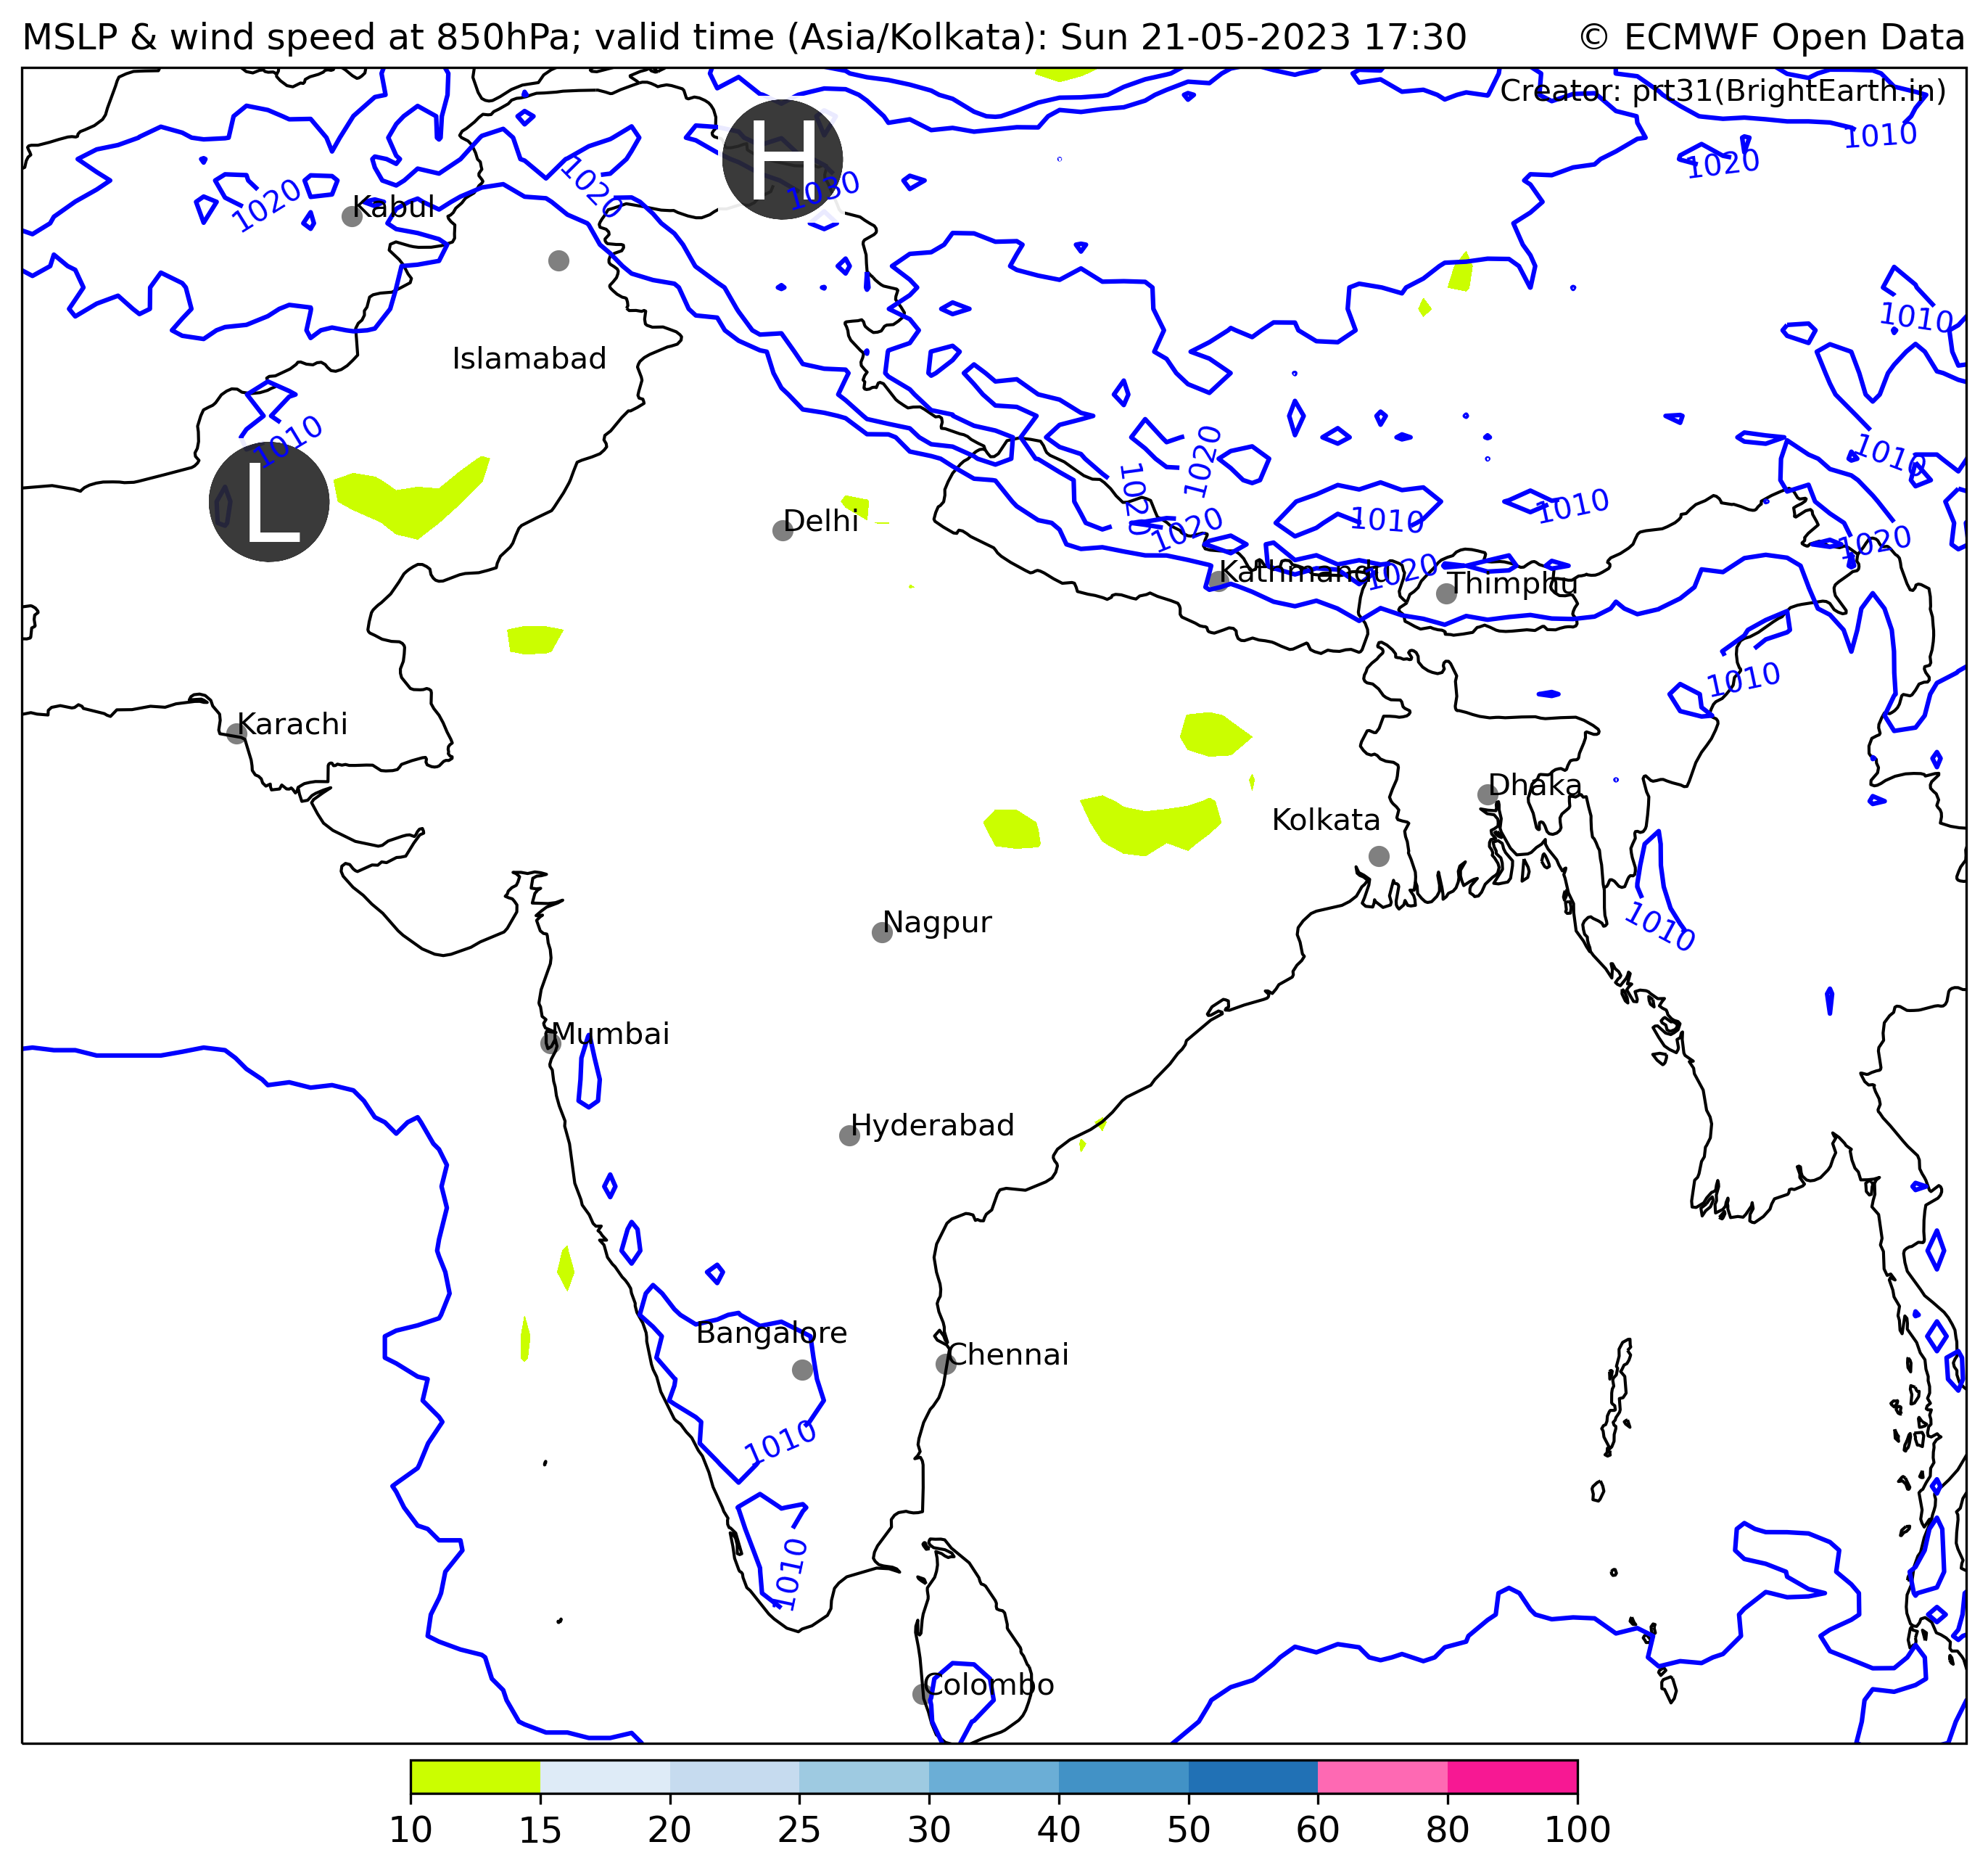 MSLP & wind speed at 850hPa; valid time (Asia/Kolkata): Sun 21-05-2023 17:30 © ECMWF Open Data
Creator: prt31(BrightEarth.in)
1010
1020
H
1030
1020
1020
Kabul
1010
Islamabad
1010
L
1010
1020
1020
1010
1010
1020
1020
Delhi
Kathmandu
1020
Thimphu
1010
Karachi
Dhaka
Kolkata
1010
Nagpur
Mumbai
Hyderabad
Bangalore
Chennai
1010
1010
Colombo
10 15 20 25 30 40 50 60 80 100